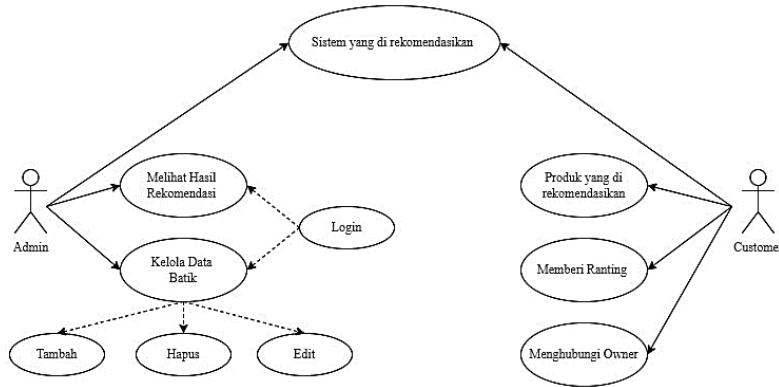 Sistem yang di rekomendasikan
Melihat Hasil
Rekomendasi
Produk yang di
rekomendasikan
Login
Admin
Custome
Kelola Data
Batik
Memberi Ranting
Tambah
Hapus
Edit
Menghubungi Owner